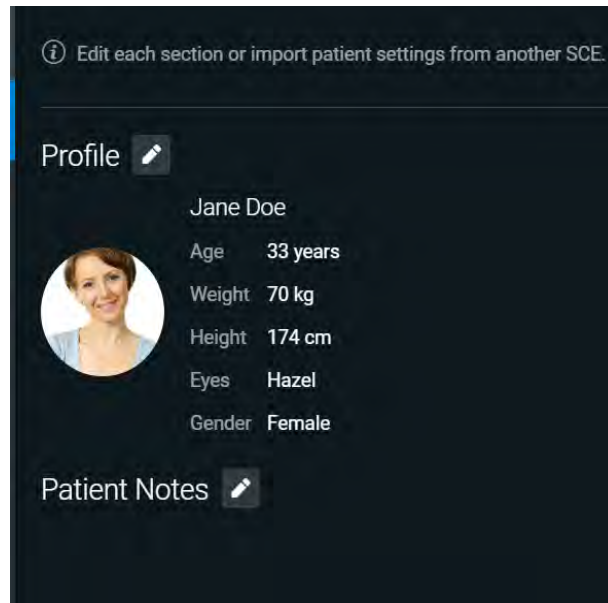 Edit each section or import patient settings from another SCE.
Profile
Jane Doe
Age 33 years
Weight 70 kg
Height 174 cm
Eyes Hazel
Gender Female
Patient Notes